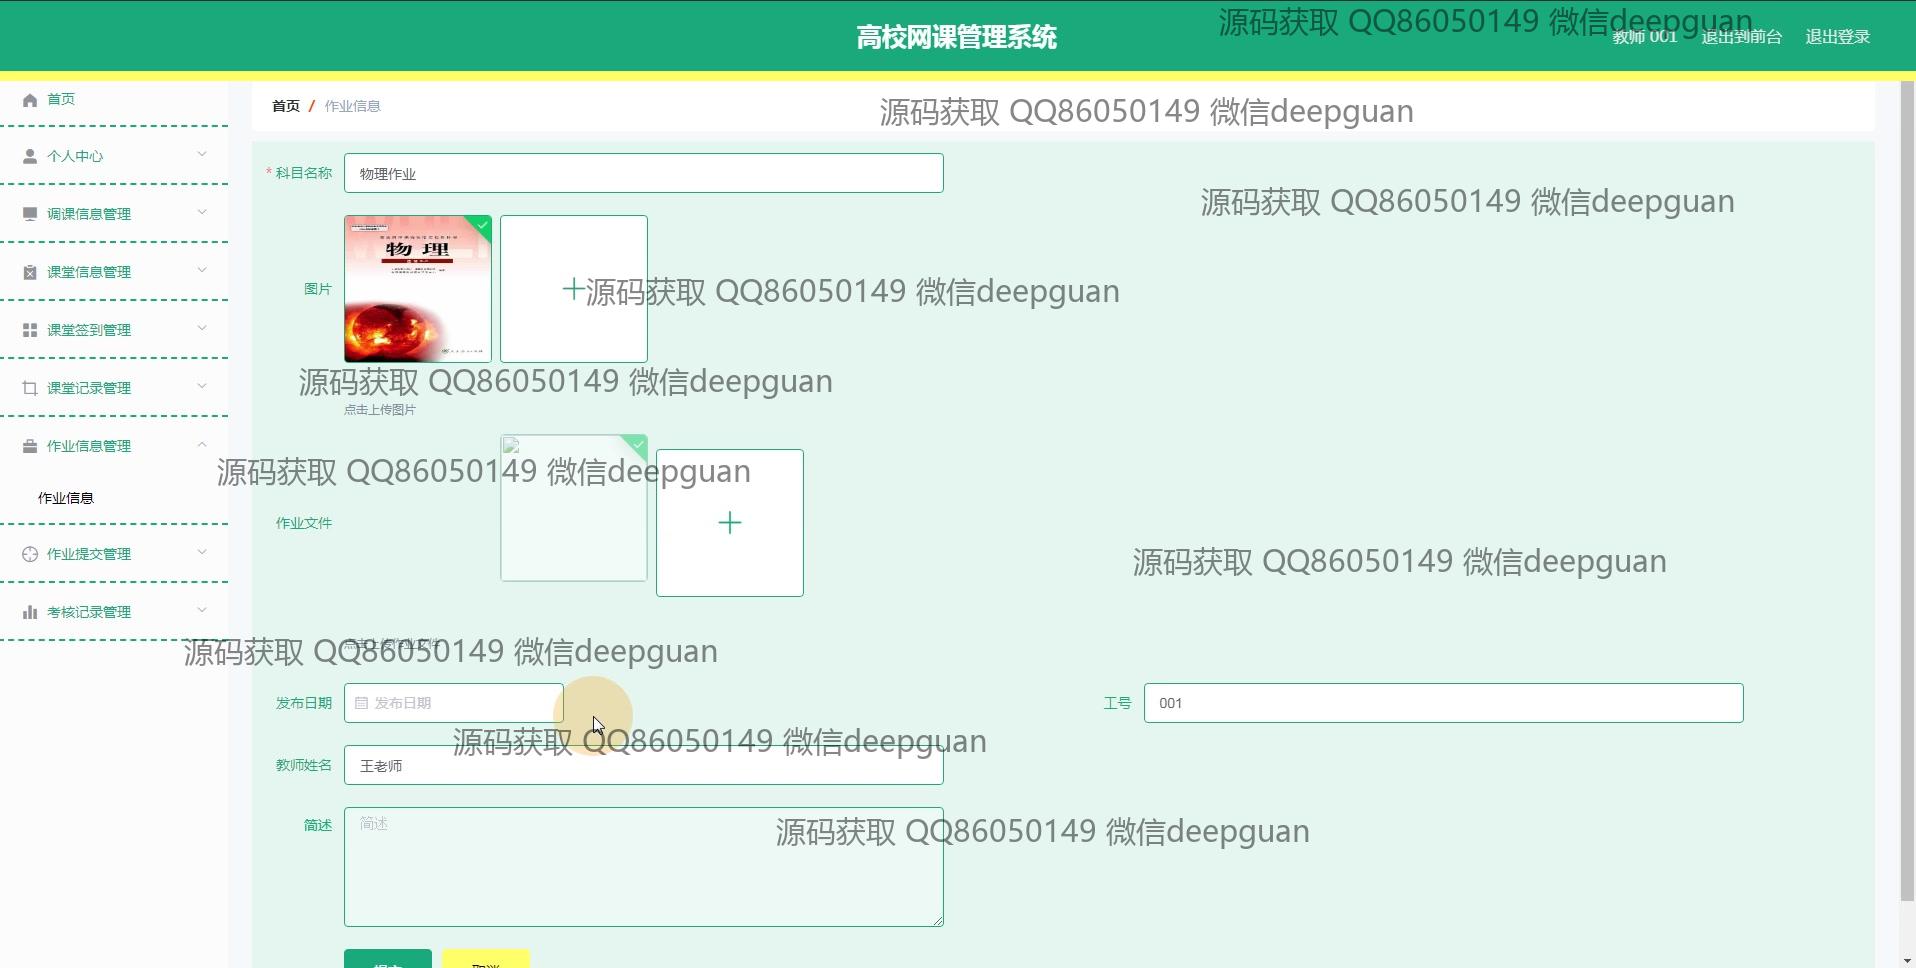 高校网课管理系统
源码获取 QQ86050149 微信deepguan
教师 001 退出到前台 退出登录
首页
首页 / 作业信息
源码获取 QQ86050149 微信deepguan
个人中心
* 科目名称 物理作业
源码获取 QQ86050149 微信deepguan
调课信息管理
物理
课堂信息管理
图片
源码获取 QQ86050149 微信deepguan
课堂签到管理
课堂记录管理
源码获取 QQ86050149 微信deepguan
点击上传图片
作业信息管理
源码获取 QQ86050149 微信deepguan
作业信息
作业文件
作业提交管理
源码获取 QQ86050149 微信deepguan
考核记录管理
点击上传作业文件
源码获取 QQ86050149 微信deepguan
发布日期 发布日期
工号 001
源码获取 QQ86050149 微信deepguan
教师姓名 王老师
简述 简述
源码获取 QQ86050149 微信deepguan
提交 取消